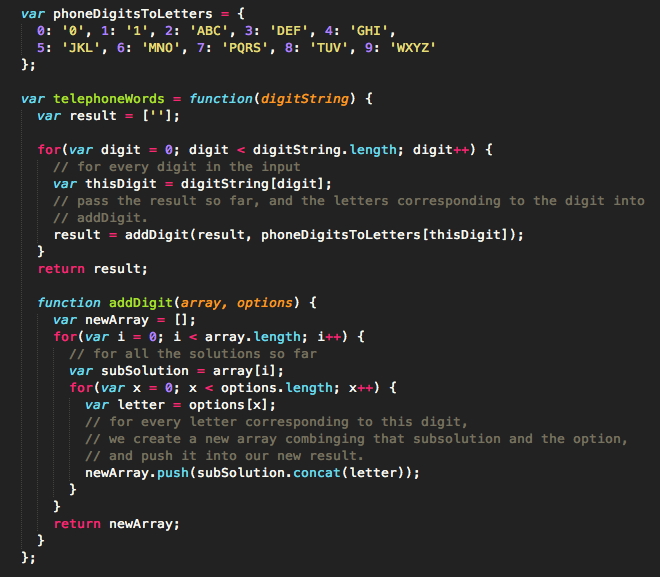 var phoneDigitsToLetters = {
  0: '0', 1: '1', 2: 'ABC', 3: 'DEF', 4: 'GHI',
  5: 'JKL', 6: 'MNO', 7: 'PQRS', 8: 'TUV', 9: 'WXYZ'
};

var telephoneWords = function(digitString) {
  var result = [''];

  for(var digit = 0; digit < digitString.length; digit++) {
    // for every digit in the input
    var thisDigit = digitString[digit];
    // pass the result so far, and the letters corresponding to the digit into
    // addDigit.
    result = addDigit(result, phoneDigitsToLetters[thisDigit]);
  }
  return result;

  function addDigit(array, options) {
    var newArray = [];
    for(var i = 0; i < array.length; i++) {
      // for all the solutions so far
      var subSolution = array[i];
      for(var x = 0; x < options.length; x++) {
        var letter = options[x];
        // for every letter corresponding to this digit,
        // we create a new array combinging that subsolution and the option,
        // and push it into our new result.
        newArray.push(subSolution.concat(letter));
      }
    }
    return newArray;
  }
};